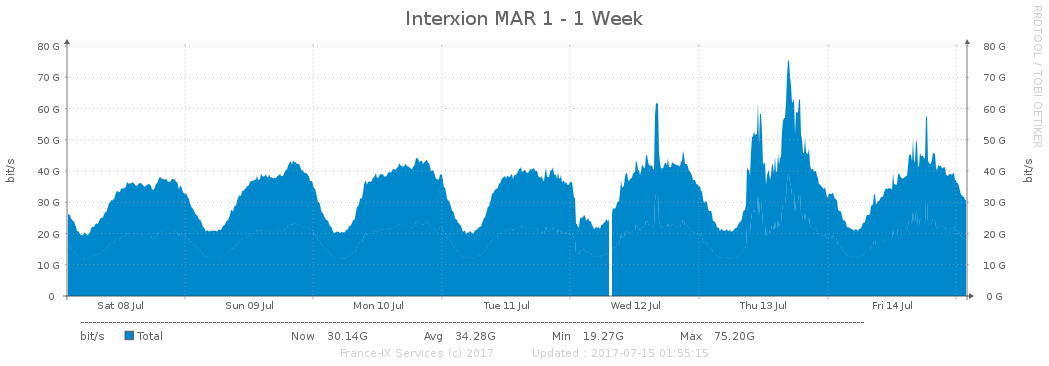 Interxion MAR 1 - 1 Week
RRDTOOL / TOBI OETIKER
80 G 80 G
70 G 70 G
60 G 60 G
50 G 50 G
40 G 40 G
30 G 30 G
20 G 20 G
10 G 10 G
0 0 G
bit/s bit/s
Sat 08 Jul Sun 09 Jul Mon 10 Jul Tue 11 Jul Wed 12 Jul Thu 13 Jul Fri 14 Jul
bit/s Total Now 30.14G Avg 34.28G Min 19.27G Max 75.20G
France-IX Services (c) 2017 Updated : 2017-07-15 01:55:15